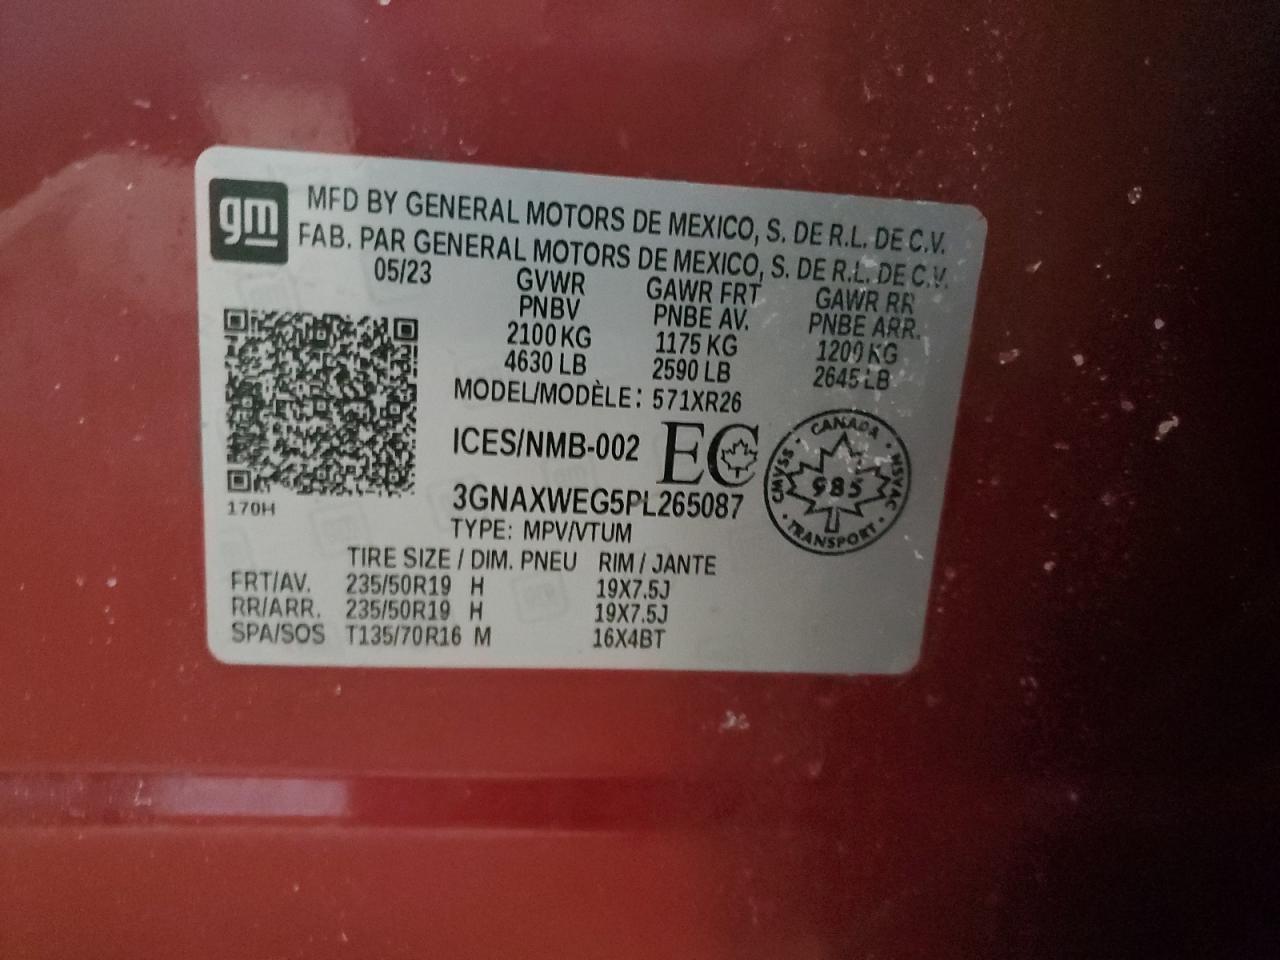 gm
MFD BY GENERAL MOTORS DE MEXICO, S. DE R.L. DE C.V.
FAB. PAR GENERAL MOTORS DE MEXICO, S. DE R.L. DE C.V.
05/23 GVWR GAWR FRT GAWR RR
PNBV PNBE AV. PNBE ARR.
2100 KG 1175 KG 1200 KG
4630 LB 2590 LB 2645 LB
MODEL/MODÈLE: 571XR26
ICES/NMB-002 EC
CANADA
CMVSS NSVAC
985
TRANSPORT
3GNAXWEG5PL265087
170H
TYPE: MPV/VTUM
TIRE SIZE / DIM. PNEU RIM / JANTE
FRT/AV. 235/50R19 H 19X7.5J
RR/ARR. 235/50R19 H 19X7.5J
SPA/SOS T135/70R16 M 16X4BT